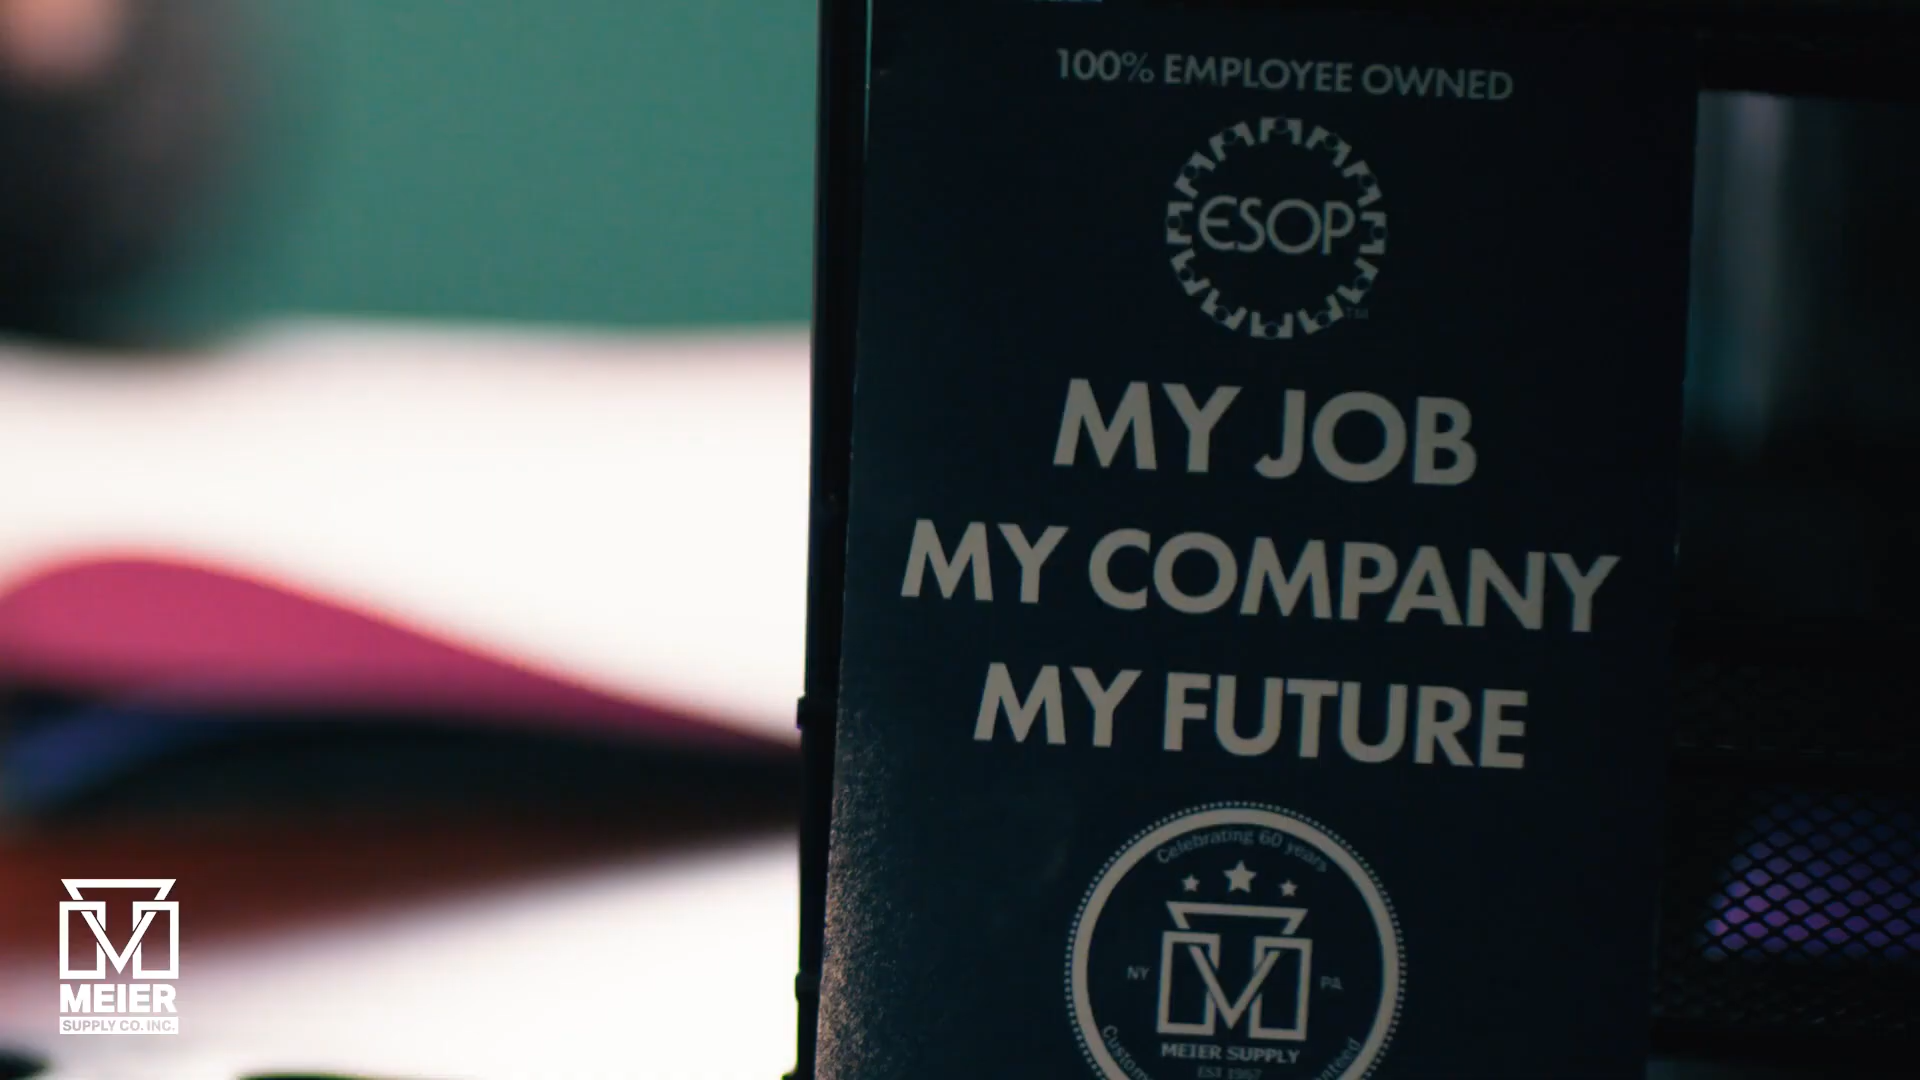 100% EMPLOYEE OWNED
ESOP
TM
MY JOB
MY COMPANY
MY FUTURE
Celebrating 60 years
NY
PA
MEIER SUPPLY
EST 1957
MEIER
SUPPLY CO. INC.